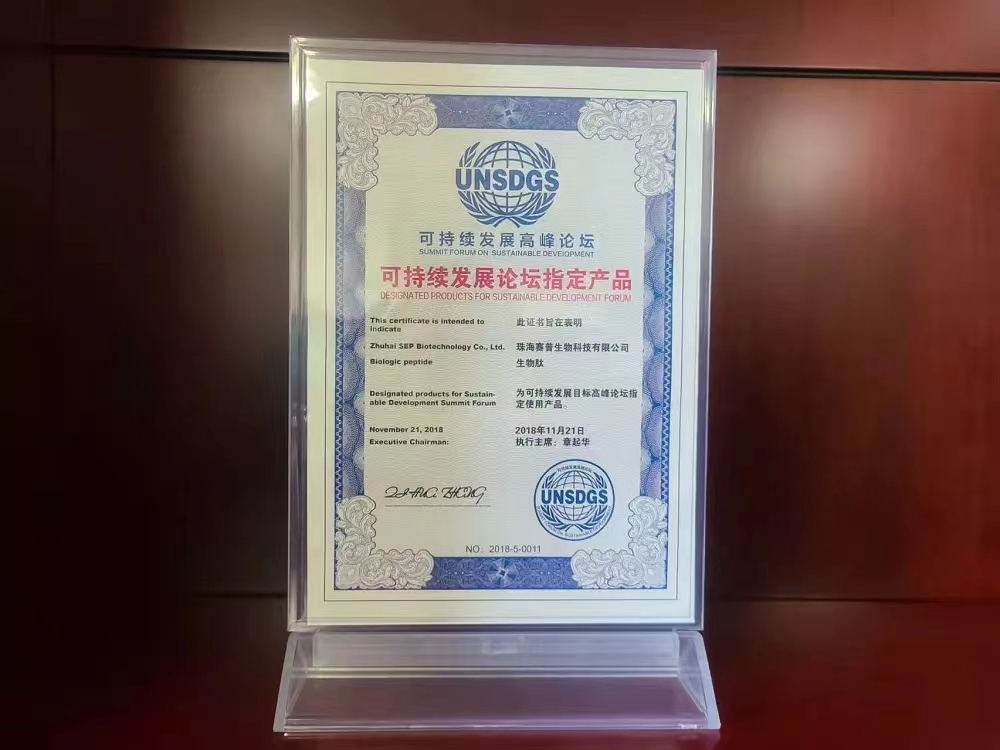 UNSDGS
可持续发展高峰论坛
SUMMIT FORUM ON SUSTAINABLE DEVEIOPMENT
可持续发展论坛指定产品
DESIGNATED PRODUCTS FOR SUSTAINABLE DEVELOPMENT FORUM
This certificate is intended to
indicate
此证书旨在表明
Zhuhai SEP Biotechnology Co., Ltd.
珠海赛普生物科技有限公司
Biologic peptide
生物肽
Designated products for Sustain-
able Development Summit Forum
为可持续发展目标高峰论坛指
定使用产品。
November 21, 2018
2018年11月21日
Executive Chairman:
执行主席：章起华
UNSDGS
NO：2018-5-0011